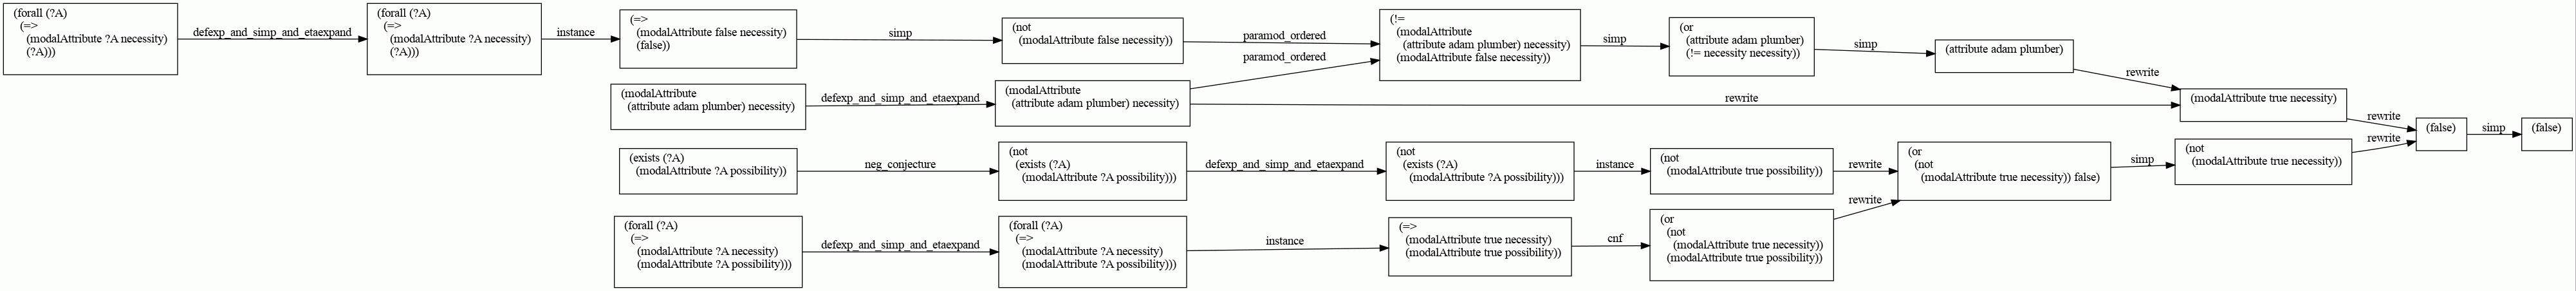 (forall (?A)
(=>
(modalAttribute ?A necessity)
(?A)))
defexp_and_simp_and_etaexpand
(forall (?A)
(=>
(modalAttribute ?A necessity)
(?A)))
instance
(=>
(modalAttribute false necessity)
(false))
simp
(not
(modalAttribute false necessity))
paramod_ordered
(!=
(modalAttribute
(attribute adam plumber) necessity)
(modalAttribute false necessity))
simp
(or
(attribute adam plumber)
(!= necessity necessity))
simp
(attribute adam plumber)
rewrite
(modalAttribute
(attribute adam plumber) necessity)
defexp_and_simp_and_etaexpand
(modalAttribute
(attribute adam plumber) necessity)
paramod_ordered
rewrite
(modalAttribute true necessity)
rewrite
(false)
simp
(false)
(exists (?A)
(modalAttribute ?A possibility))
neg_conjecture
(not
(exists (?A)
(modalAttribute ?A possibility)))
defexp_and_simp_and_etaexpand
(not
(exists (?A)
(modalAttribute ?A possibility)))
instance
(not
(modalAttribute true possibility))
rewrite
(or
(not
(modalAttribute true necessity)) false)
simp
(not
(modalAttribute true necessity))
rewrite
(forall (?A)
(=>
(modalAttribute ?A necessity)
(modalAttribute ?A possibility)))
defexp_and_simp_and_etaexpand
(forall (?A)
(=>
(modalAttribute ?A necessity)
(modalAttribute ?A possibility)))
instance
(=>
(modalAttribute true necessity)
(modalAttribute true possibility))
cnf
(or
(not
(modalAttribute true necessity))
(modalAttribute true possibility))
rewrite